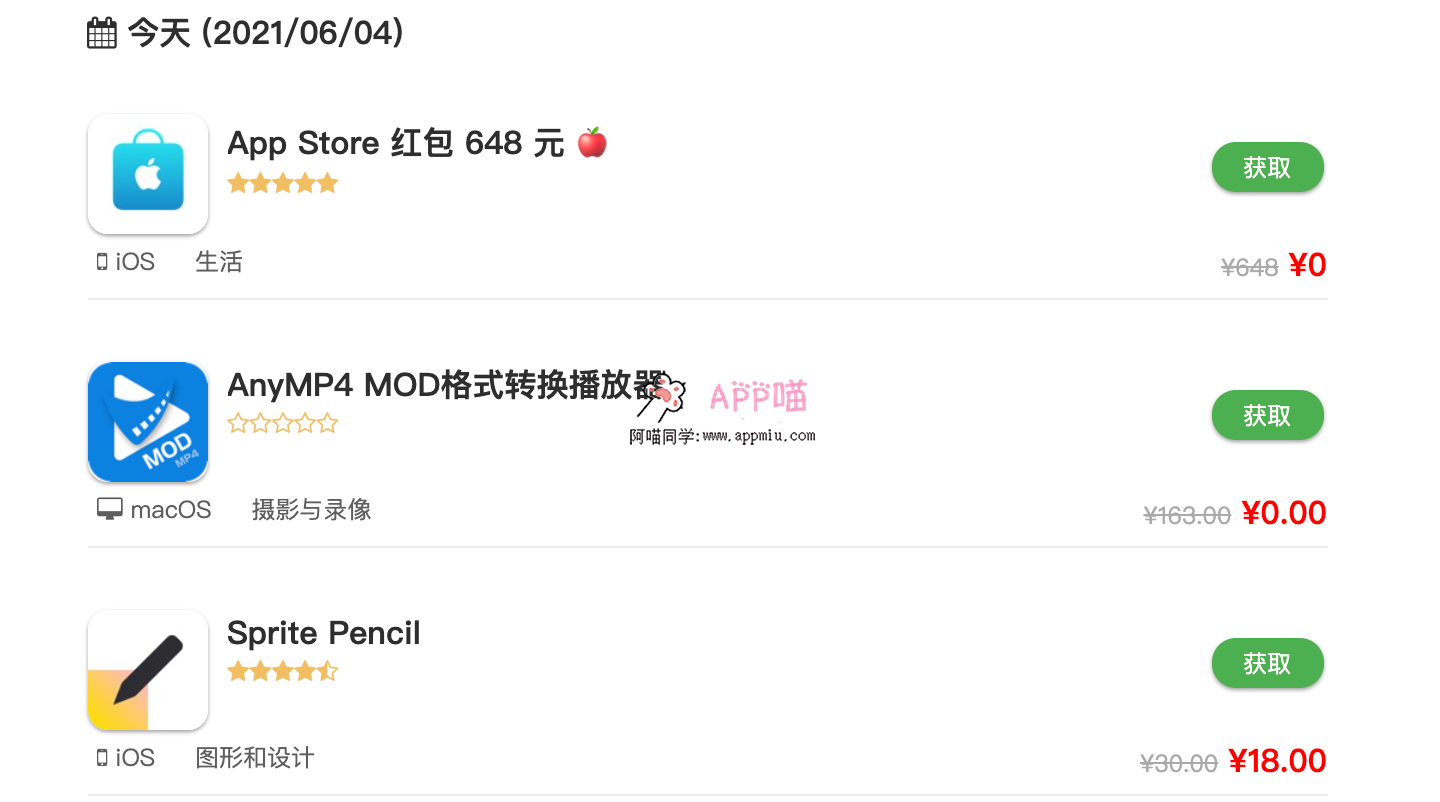 今天 (2021/06/04)
App Store 红包 648 元
获取
iOS 生活
¥648 ¥0
AnyMP4 MOD格式转换播放器
APP喵
阿喵同学:www.appmiu.com
获取
MOD
MP4
macOS 摄影与录像
¥163.00 ¥0.00
Sprite Pencil
获取
iOS 图形和设计
¥30.00 ¥18.00